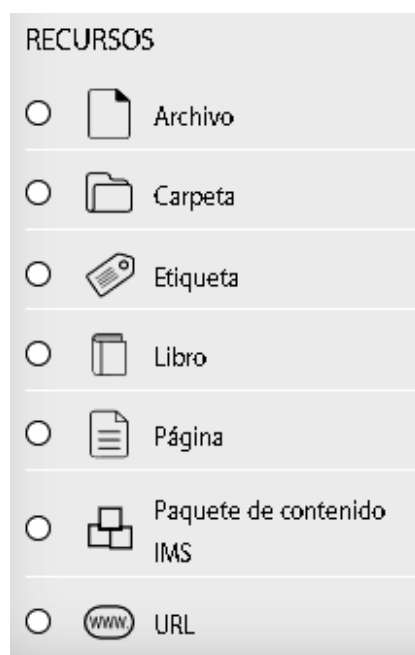 RECURSOS
Archivo
Carpeta
Etiqueta
Libro
Página
Paquete de contenido
IMS
www. URL